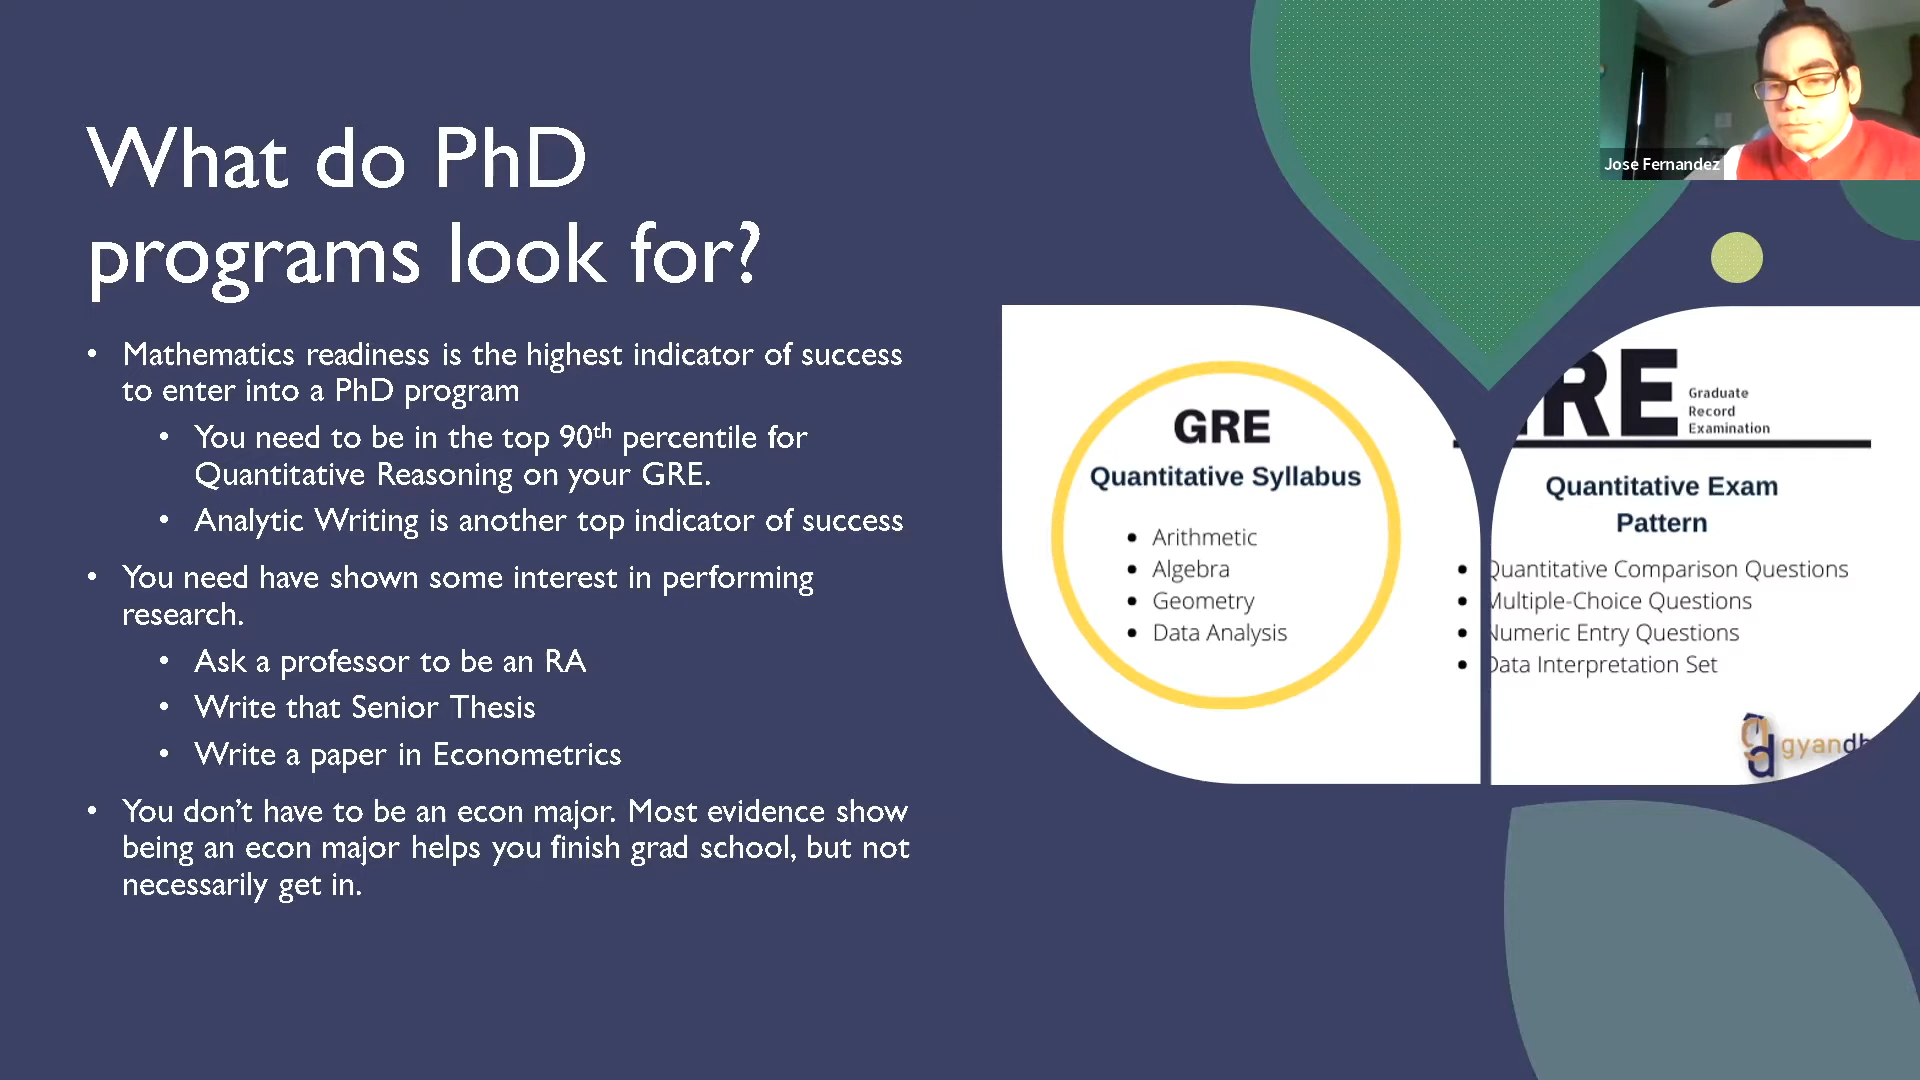 What do PhD
programs look for?
• Mathematics readiness is the highest indicator of success
to enter into a PhD program
• You need to be in the top 90th percentile for
Quantitative Reasoning on your GRE.
• Analytic Writing is another top indicator of success
• You need have shown some interest in performing
research.
• Ask a professor to be an RA
• Write that Senior Thesis
• Write a paper in Econometrics
• You don't have to be an econ major. Most evidence show
being an econ major helps you finish grad school, but not
necessarily get in.
GRE
Quantitative Syllabus
• Arithmetic
• Algebra
• Geometry
• Data Analysis
RE
Graduate
Record
Examination
Quantitative Exam
Pattern
• Quantitative Comparison Questions
• Multiple-Choice Questions
• Numeric Entry Questions
• Data Interpretation Set
Jose Fernandez